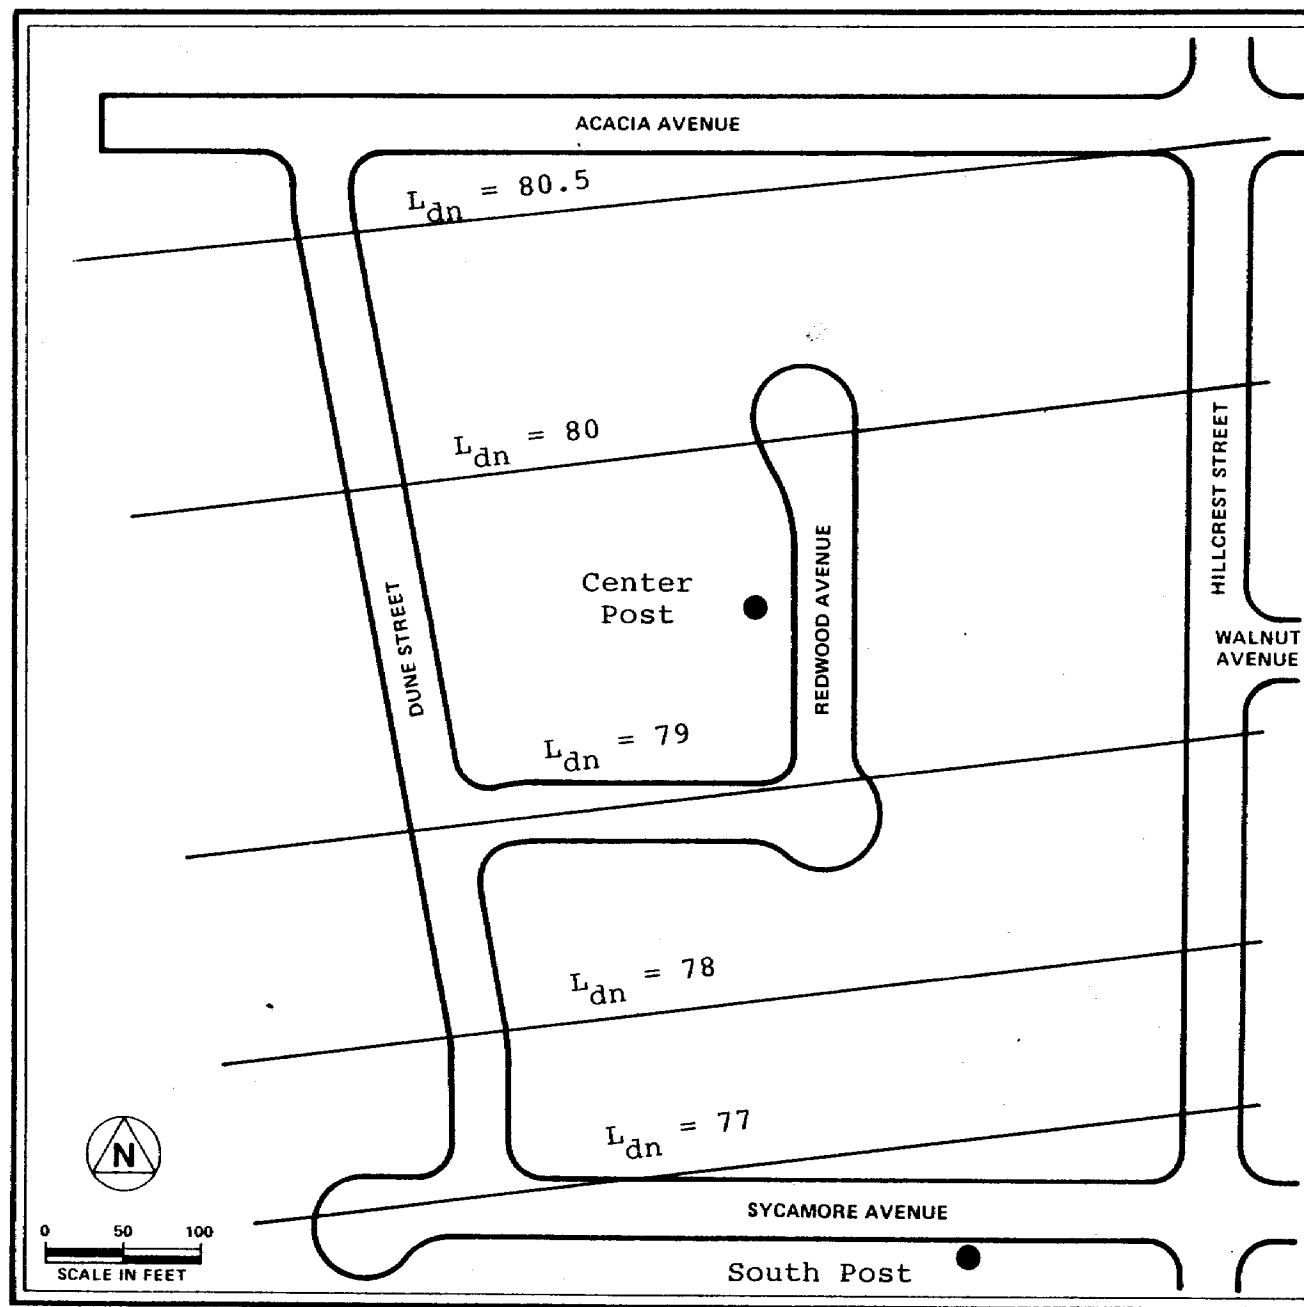 ACACIA AVENUE
Ldn = 80.5
Ldn = 80
HILLCREST STREET
Center
Post
REDWOOD AVENUE
DUNE STREET
WALNUT
AVENUE
Ldn = 79
Ldn = 78
Ldn = 77
N
SYCAMORE AVENUE
0 50 100
SCALE IN FEET
South Post